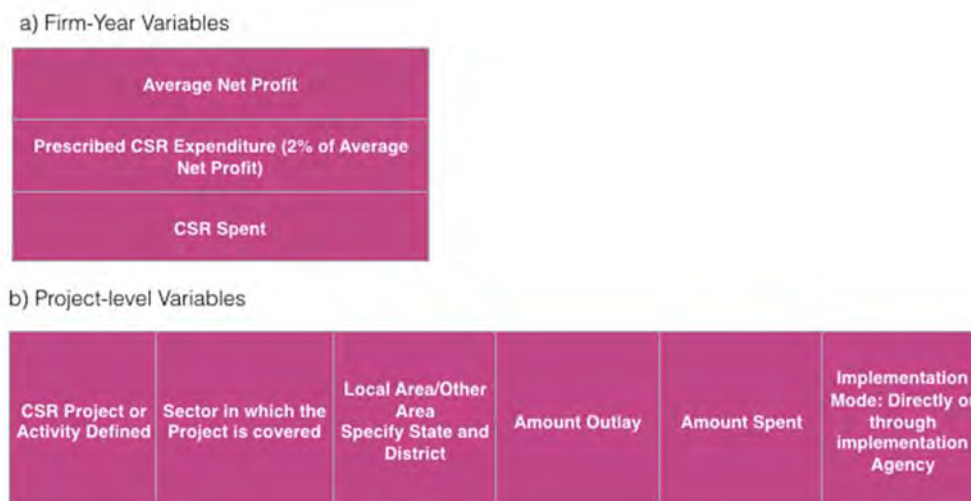 a) Firm-Year Variables
Average Net Profit
Prescribed CSR Expenditure (2% of Average
Net Profit)
CSR Spent
b) Project-level Variables
CSR Project or
Activity Defined
Sector in which the
Project is covered
Local Area/Other
Area
Specify State and
District
Amount Outlay
Amount Spent
Implementation
Mode: Directly or
through
implementation
Agency